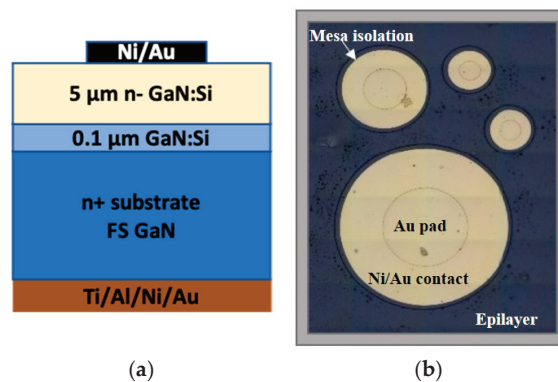 Ni/Au
5 µm n- GaN:Si
0.1 µm GaN:Si
n+ substrate
FS GaN
Ti/Al/Ni/Au
(a)
Mesa isolation
Au pad
Ni/Au contact
Epilayer
(b)